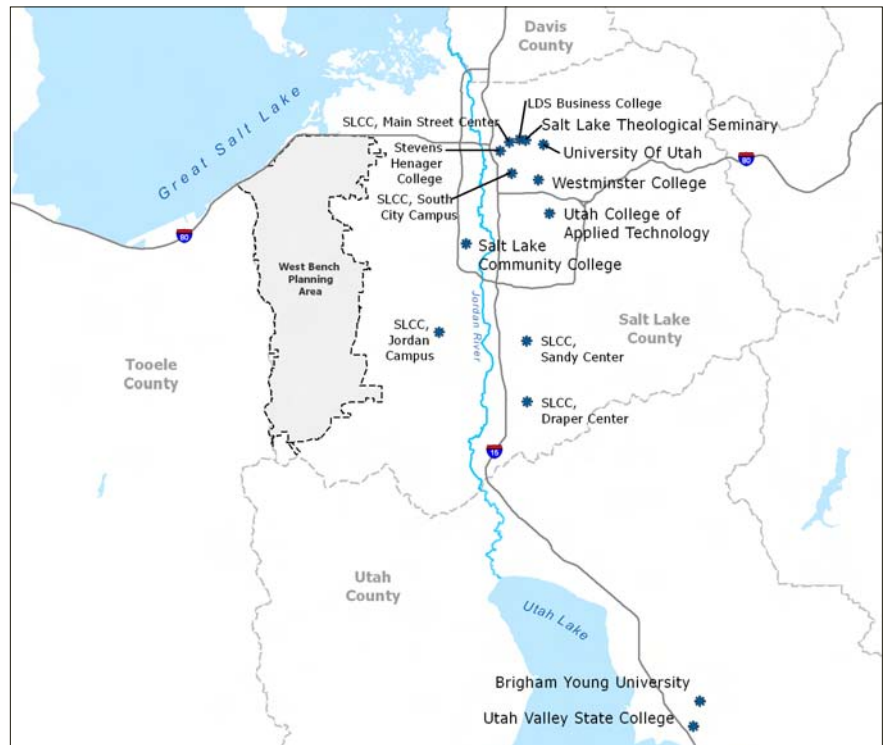 Davis
County
LDS Business College
SLCC, Main Street Center
Salt Lake Theological Seminary
Great Salt Lake
Stevens
Henager
College
University Of Utah
80
SLCC, South
City Campus
Westminster College
Utah College of
Applied Technology
80
Salt Lake
Community College
West Bench
Planning
Area
Jordan River
SLCC,
Jordan
Campus
Salt Lake
County
SLCC,
Sandy Center
Tooele
County
SLCC,
Draper Center
15
Utah
County
Utah Lake
Brigham Young University
Utah Valley State College